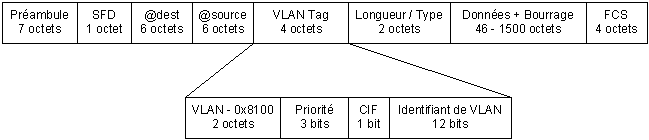 Préambule
7 octets
SFD
1 octet
@dest
6 octets
@source
6 octets
VLAN Tag
4 octets
Longueur / Type
2 octets
Données + Bourrage
46 - 1500 octets
FCS
4 octets
VLAN - 0x8100
2 octets
Priorité
3 bits
CIF
1 bit
Identifiant de VLAN
12 bits